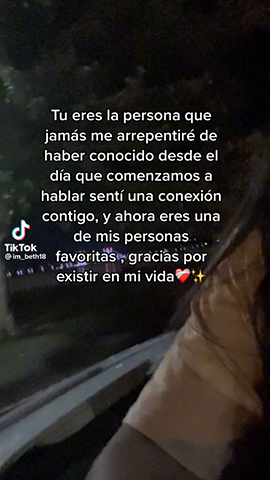 Tu eres la persona que
jamás me arrepentiré de
haber conocido desde el
día que comenzamos a
hablar sentí una conexión
contigo, y ahora eres una
de mis personas
favoritas , gracias por
existir en mi vida❤️‍🩹✨
TikTok
@im_beth18